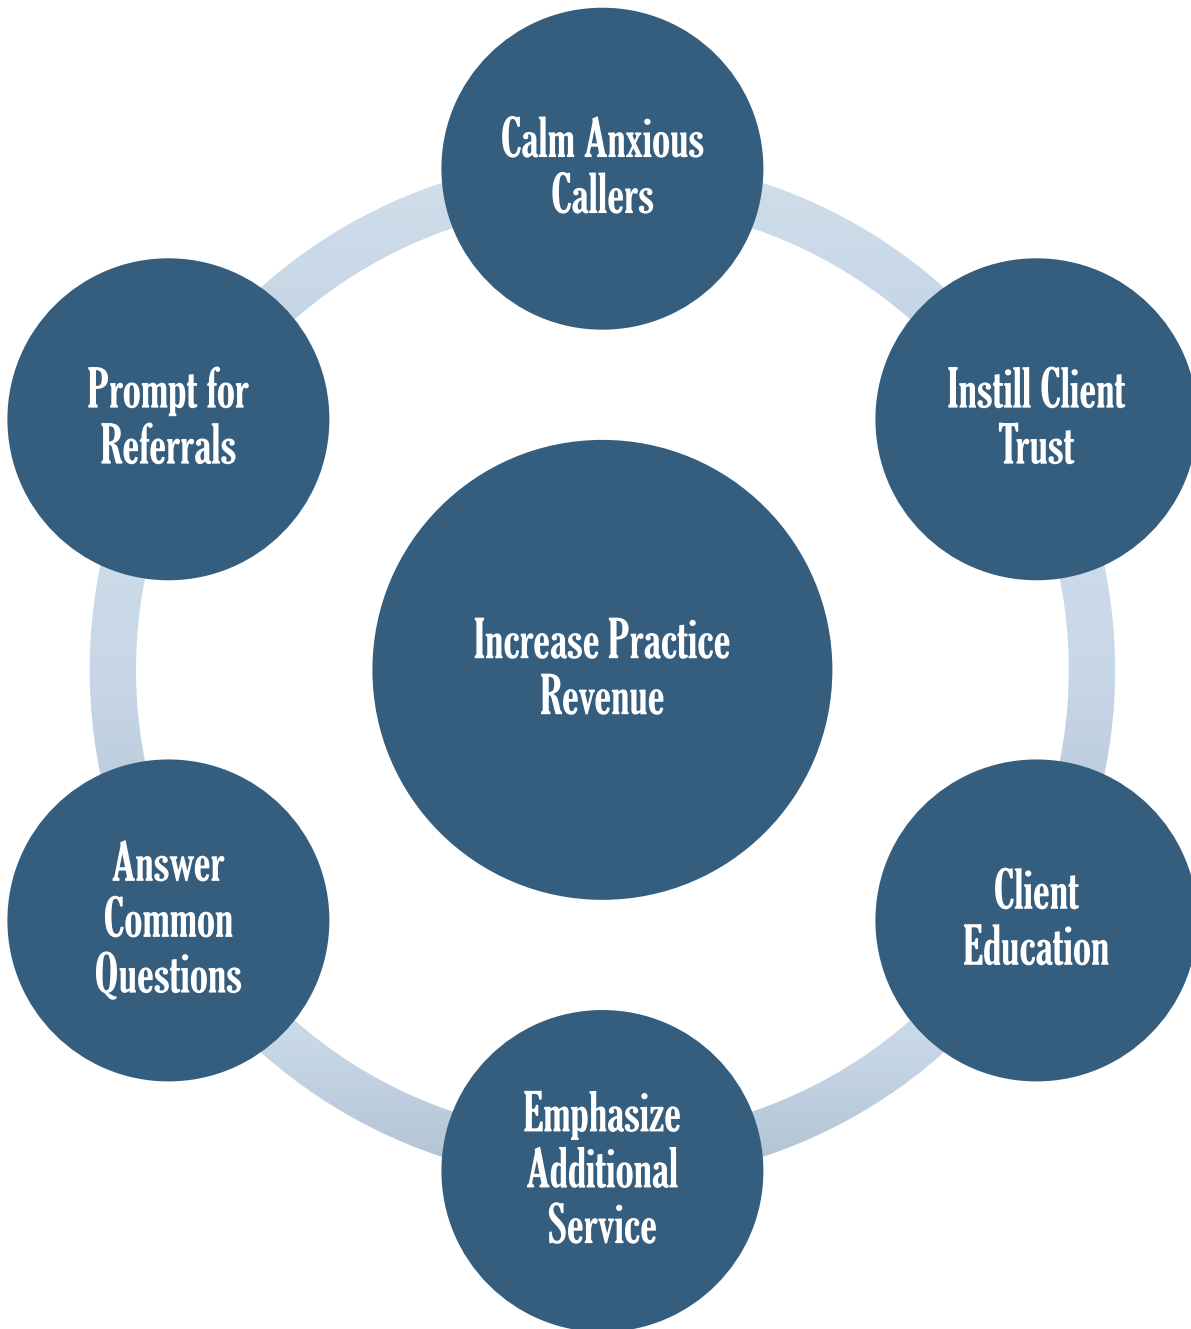 Calm Anxious
Callers
Instill Client
Trust
Client
Education
Emphasize
Additional
Service
Answer
Common
Questions
Prompt for
Referrals
Increase Practice
Revenue